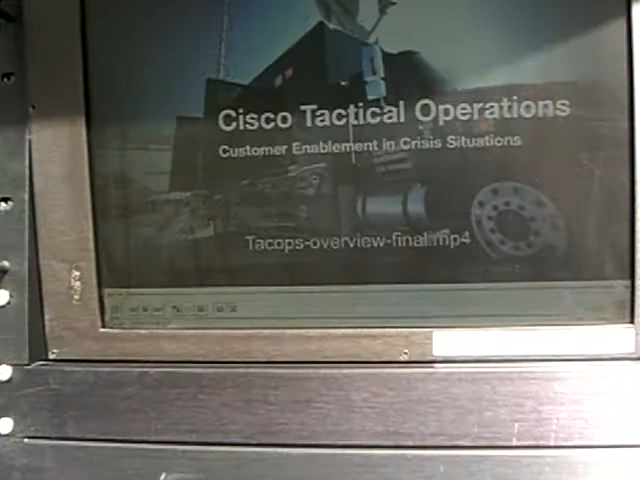 Cisco Tactical Operations
Customer Enablement in Crisis Situations
Tacops-overview-final.mp4